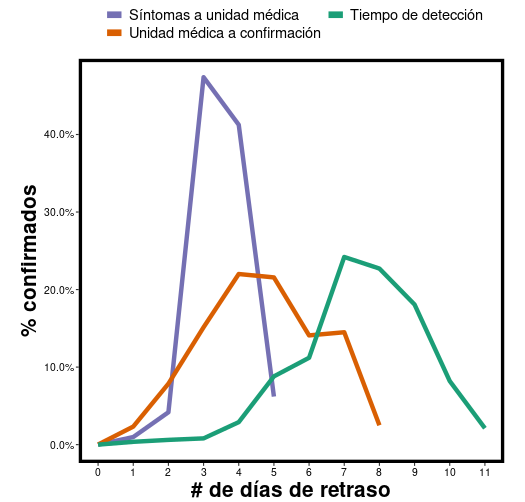 Síntomas a unidad médica
Tiempo de detección
Unidad médica a confirmación
% confirmados
40.0%
30.0%
20.0%
10.0%
0.0%
0 1 2 3 4 5 6 7 8 9 10 11
# de días de retraso